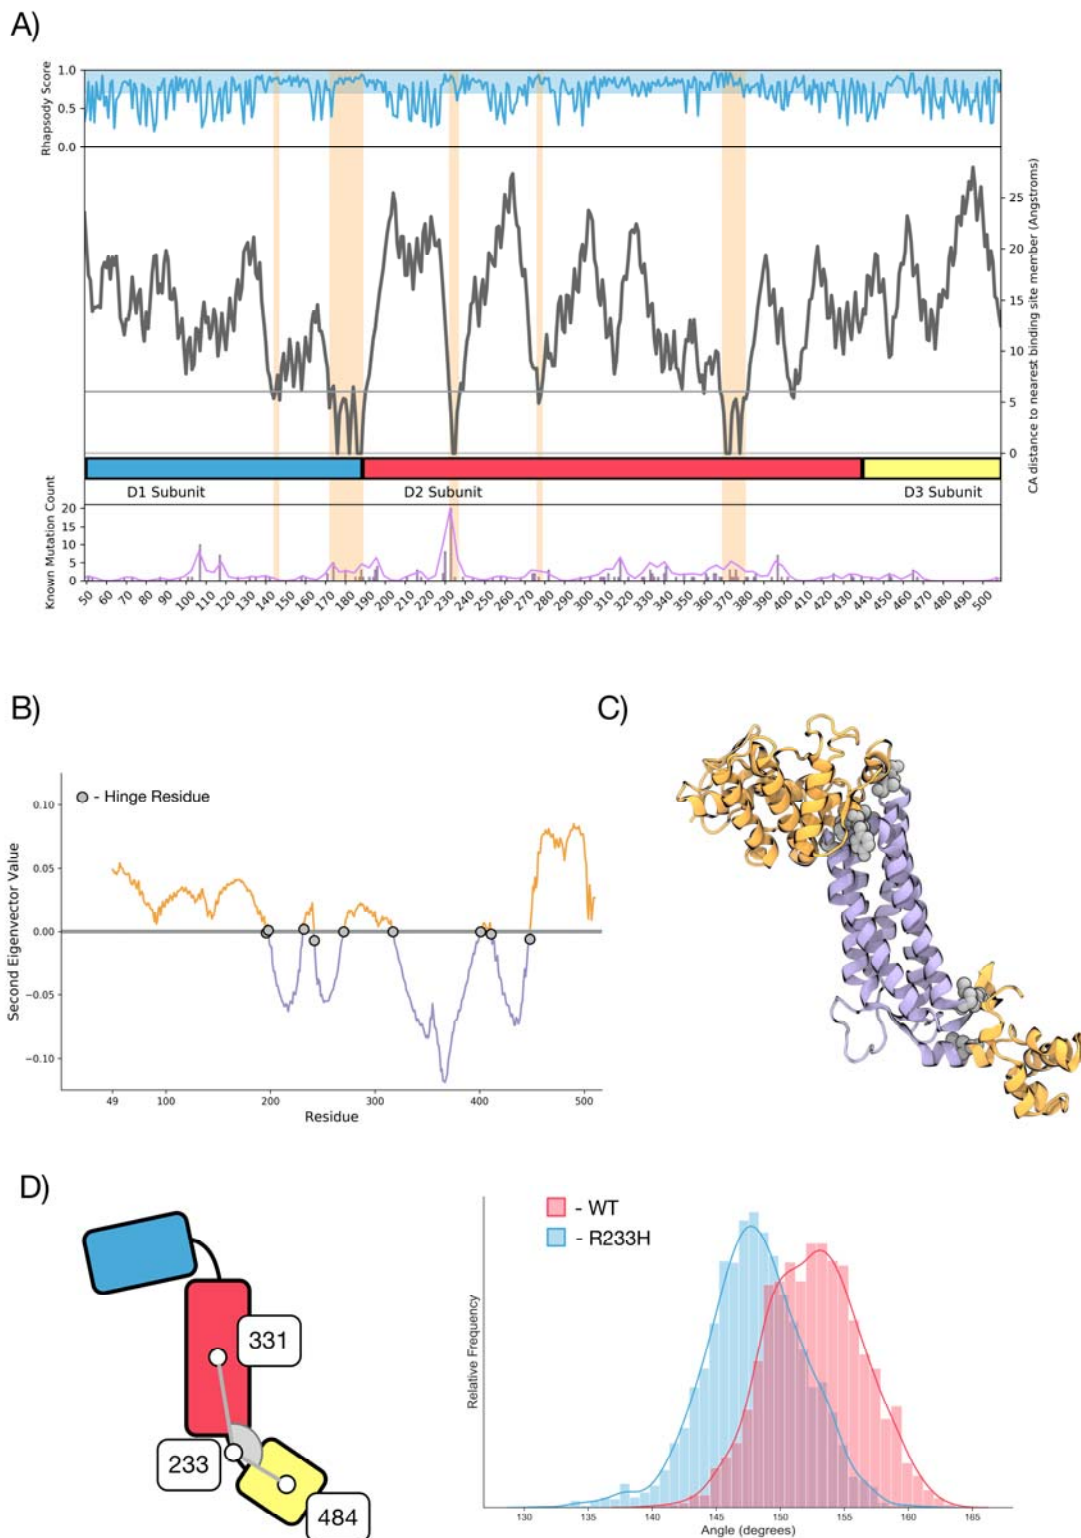 A)
Rhapsody Score
1.0
0.5
0.0
CA distance to nearest binding site member (Angstroms)
25
20
15
10
5
0
D1 Subunit
D2 Subunit
D3 Subunit
Known Mutation Count
20
15
10
5
0
50 60 70 80 90 100 110 120 130 140 150 160 170 180 190 200 210 220 230 240 250 260 270 280 290 300 310 320 330 340 350 360 370 380 390 400 410 420 430 440 450 460 470 480 490 500
B)
- Hinge Residue
Second Eigenvector Value
0.10
0.05
0.00
−0.05
−0.10
49 100 200 300 400 500
Residue
C)
D)
331
233
484
- WT
- R233H
Relative Frequency
130 135 140 145 150 155 160 165
Angle (degrees)